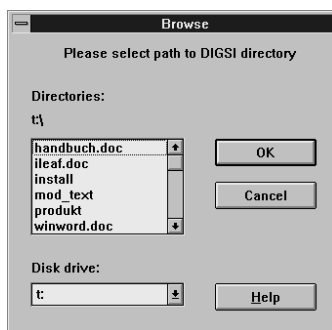 Browse
Please select path to DIGSI directory
Directories:
t:\
handbuch.doc
ileaf.doc
install
mod_text
produkt
winword.doc
OK
Cancel
Disk drive:
t:
Help